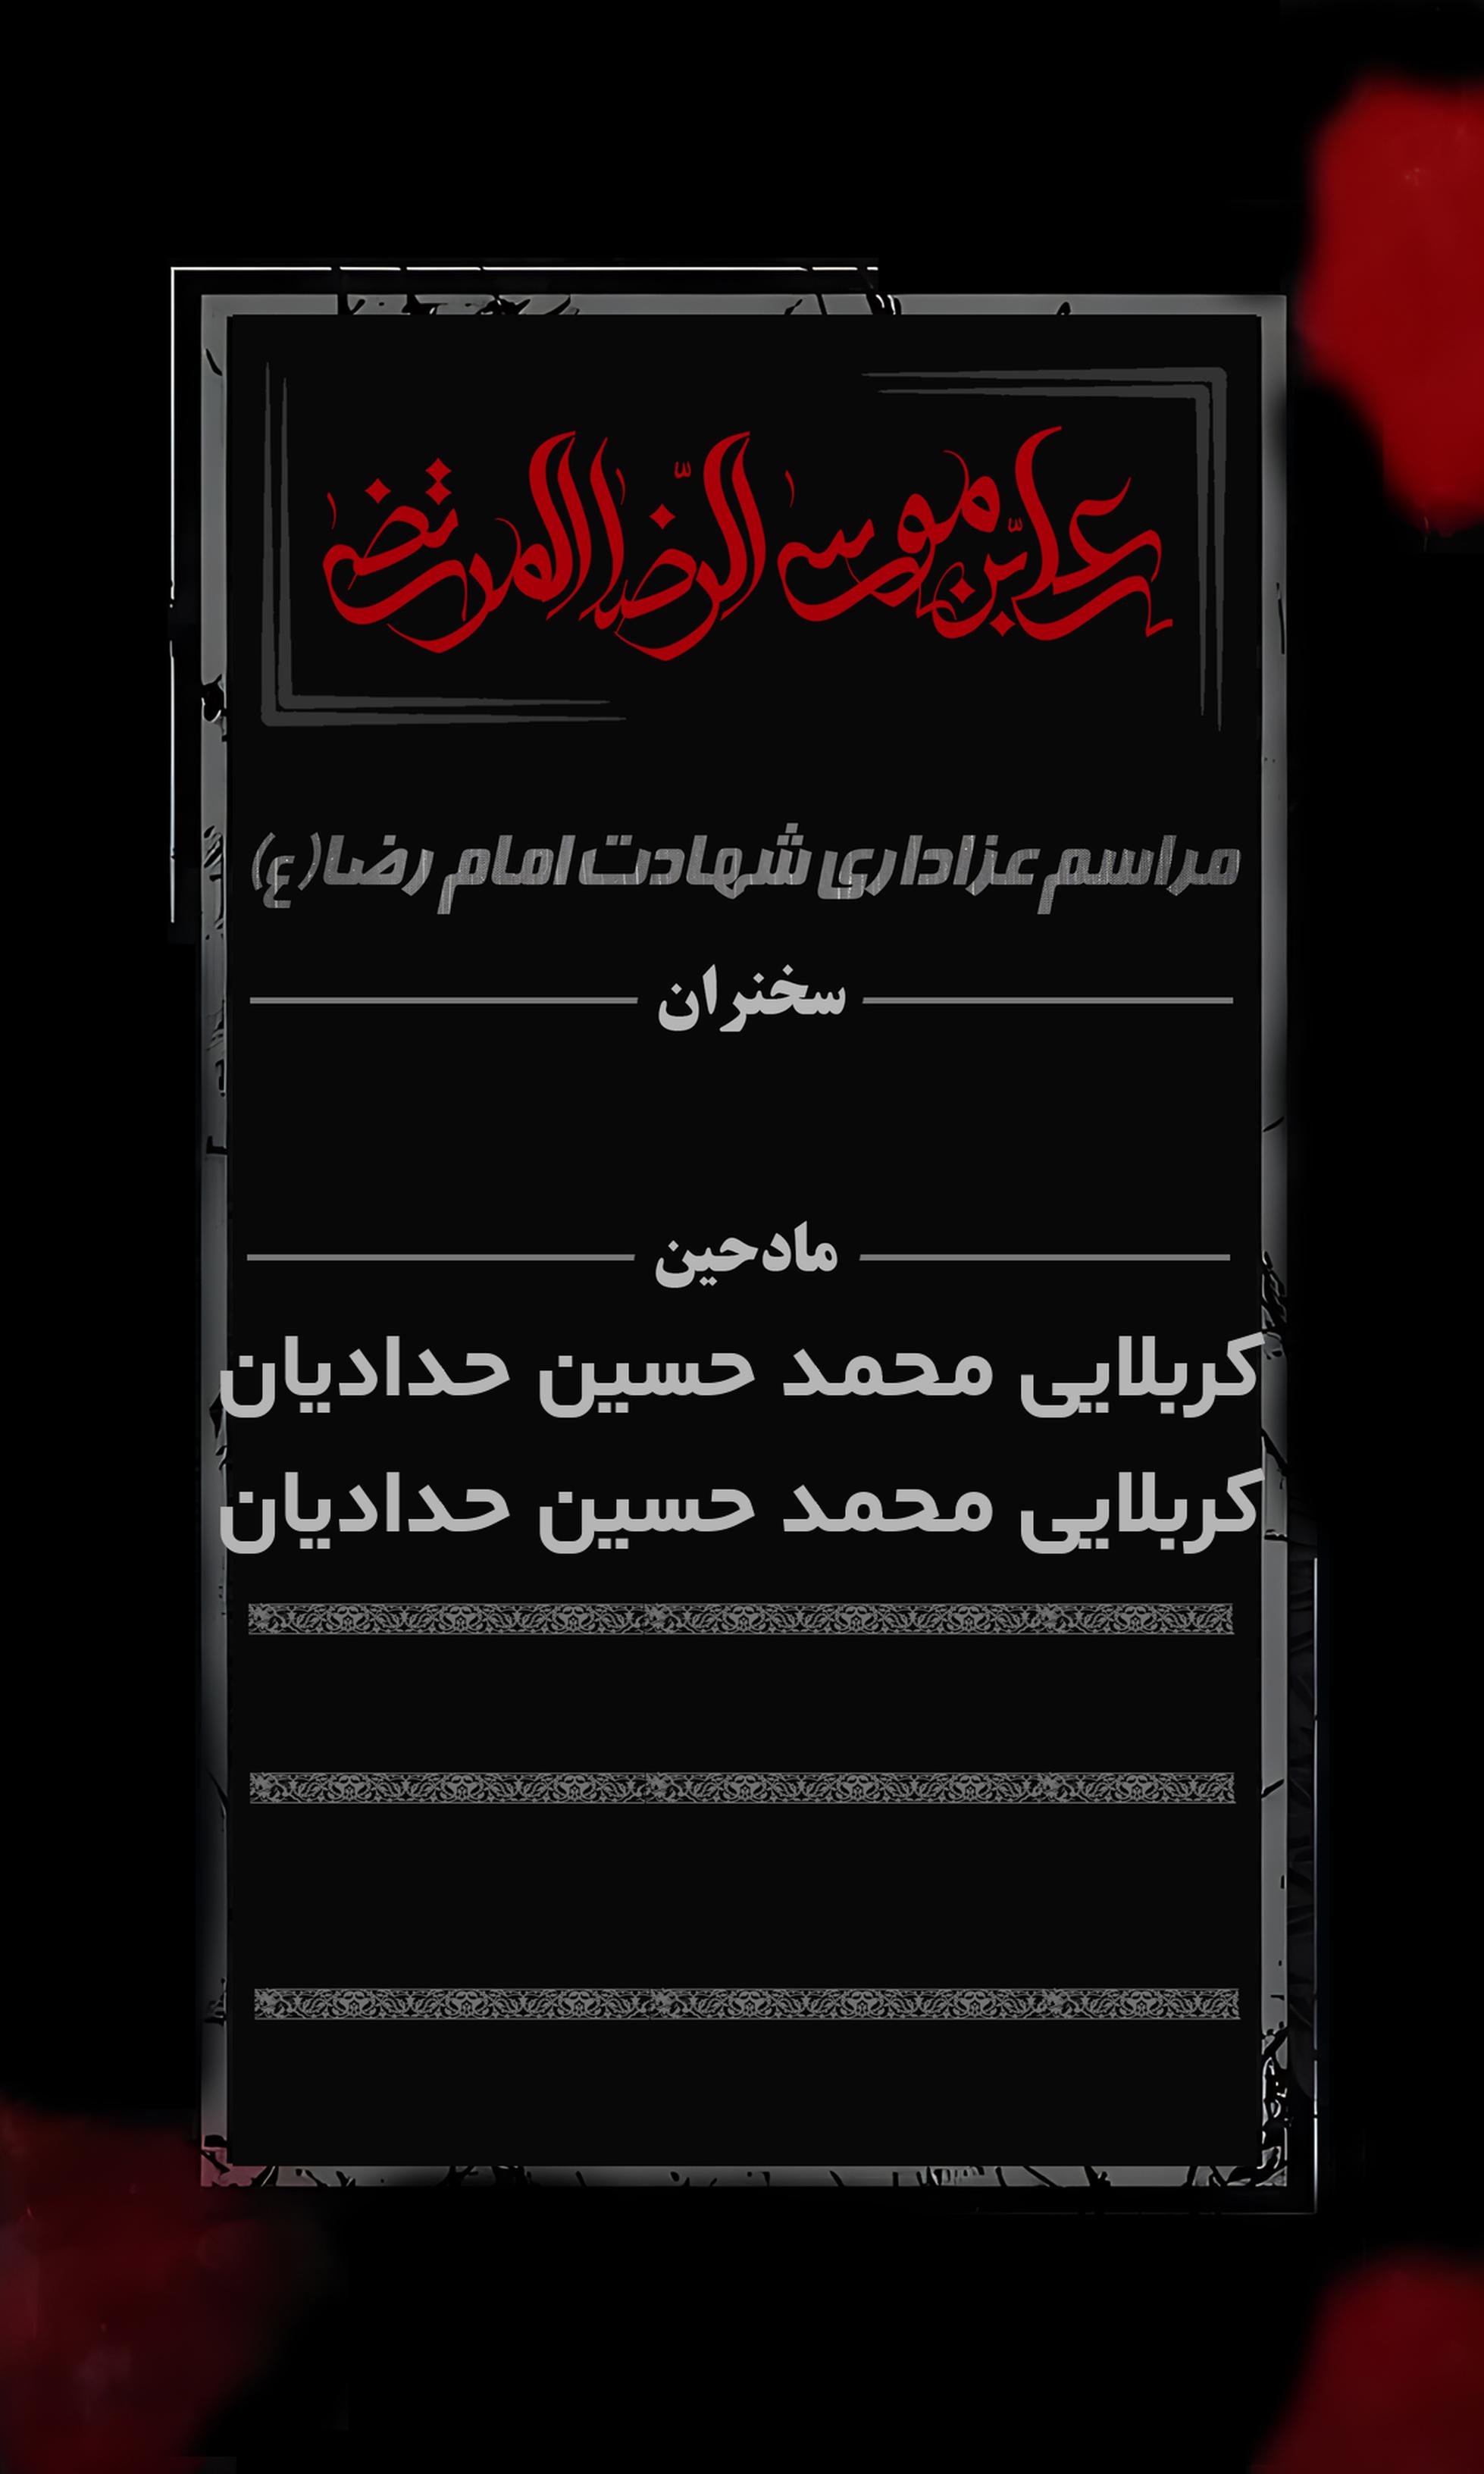 علی ابن موسی الرضا المرتضی
مراسم عزاداری شهادت امام رضا (ع)
سخنران
مادحین
کربلایی محمد حسین حدادیان
کربلایی محمد حسین حدادیان